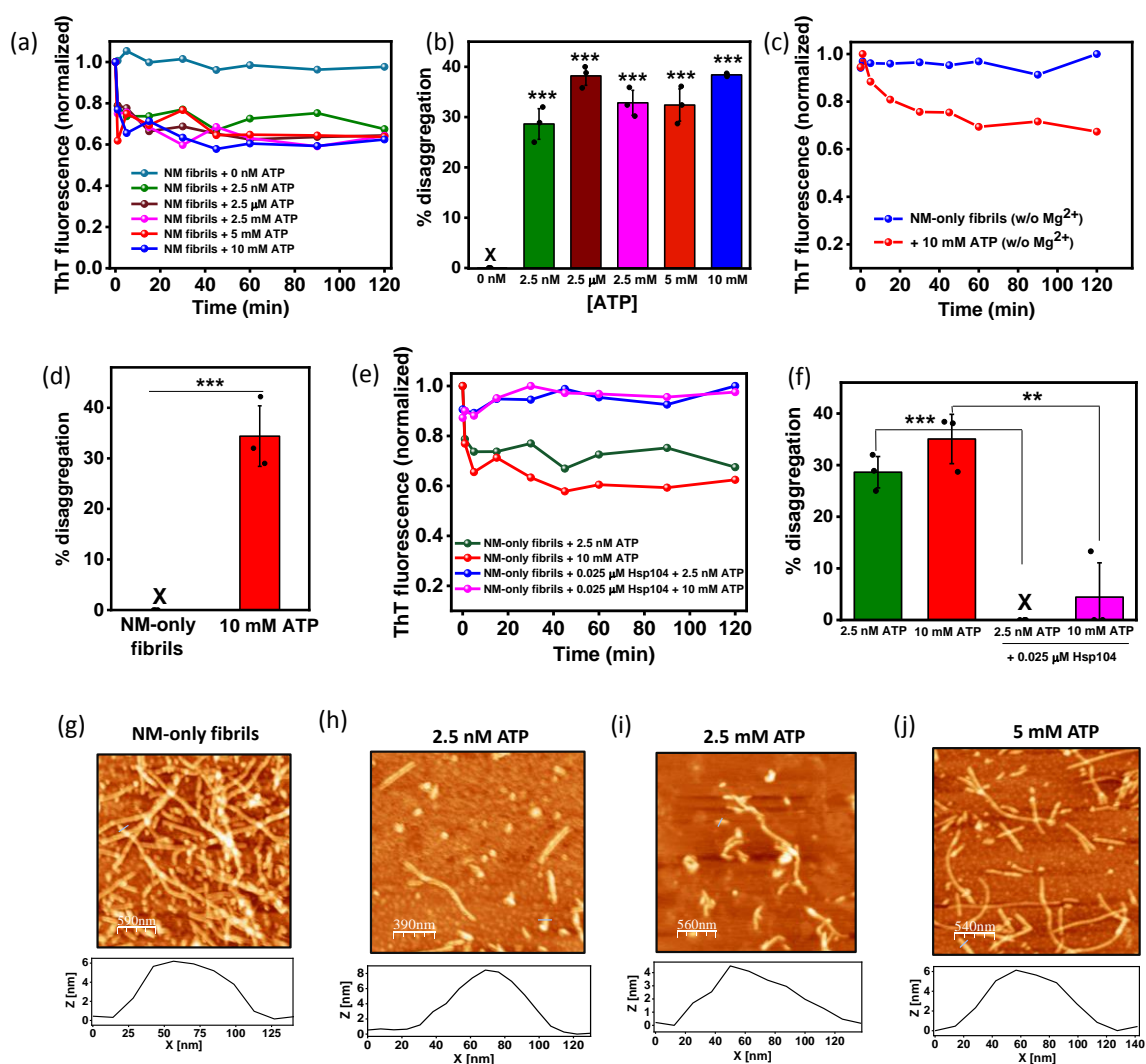 (a)
ThT fluorescence (normalized)
1.0
0.8
0.6
0.4
0.2
0.0
NM fibrils + 0 nM ATP
NM fibrils + 2.5 nM ATP
NM fibrils + 2.5 μM ATP
NM fibrils + 2.5 mM ATP
NM fibrils + 5 mM ATP
NM fibrils + 10 mM ATP
0 20 40 60 80 100 120
Time (min)
(b)
% disaggregation
40
30
20
10
0
X
***
***
***
***
***
0 nM 2.5 nM 2.5 μM 2.5 mM 5 mM 10 mM
[ATP]
(c)
ThT fluorescence (normalized)
1.0
0.8
0.6
0.4
0.2
NM-only fibrils (w/o Mg2+)
+ 10 mM ATP (w/o Mg2+)
0 20 40 60 80 100 120
Time (min)
(d)
% disaggregation
40
30
20
10
0
***
X
NM-only
fibrils
10 mM ATP
(e)
ThT fluorescence (normalized)
1.0
0.8
0.6
0.4
0.2
NM-only fibrils + 2.5 nM ATP
NM-only fibrils + 10 mM ATP
NM-only fibrils + 0.025 μM Hsp104 + 2.5 nM ATP
NM-only fibrils + 0.025 μM Hsp104 + 10 mM ATP
0 20 40 60 80 100 120
Time (min)
(f)
% disaggregation
40
30
20
10
0
***
**
X
2.5 nM ATP 10 mM ATP 2.5 nM ATP 10 mM ATP
+ 0.025 μM Hsp104
(g)
NM-only fibrils
590nm
Z [nm]
6
4
2
0
0 25 50 75 100 125
X [nm]
(h)
2.5 nM ATP
390nm
Z [nm]
8
6
4
2
0
0 20 40 60 80 100 120
X [nm]
(i)
2.5 mM ATP
560nm
Z [nm]
4
3
2
1
0
0 20 40 60 80 100 120
X [nm]
(j)
5 mM ATP
540nm
Z [nm]
6
4
2
0
0 20 40 60 80 100 120 140
X [nm]